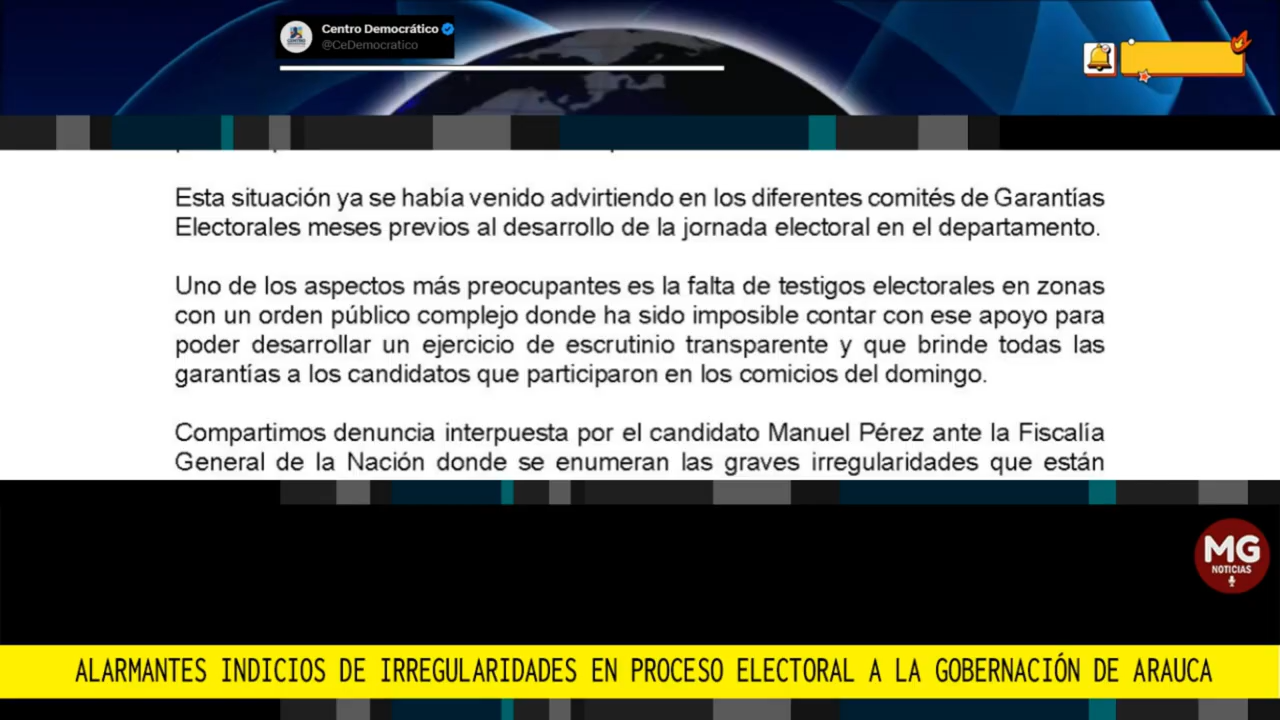 Centro Democrático
@CeDemocratico
Esta situación ya se había venido advirtiendo en los diferentes comités de Garantías
Electorales meses previos al desarrollo de la jornada electoral en el departamento.
Uno de los aspectos más preocupantes es la falta de testigos electorales en zonas
con un orden público complejo donde ha sido imposible contar con ese apoyo para
poder desarrollar un ejercicio de escrutinio transparente y que brinde todas las
garantías a los candidatos que participaron en los comicios del domingo.
Compartimos denuncia interpuesta por el candidato Manuel Pérez ante la Fiscalía
General de la Nación donde se enumeran las graves irregularidades que están
MG
NOTICIAS
ALARMANTES INDICIOS DE IRREGULARIDADES EN PROCESO ELECTORAL A LA GOBERNACIÓN DE ARAUCA